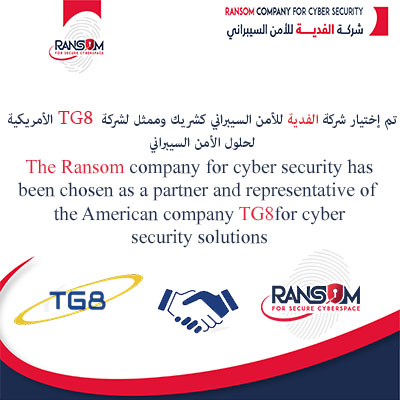 RANSOM
FOR SECURE CYBERSPACE
RANSOM COMPANY FOR CYBER SECURITY
شركة الفدية للأمن السيبراني
تم إختيار شركة الفدية للأمن السيبراني كشريك وممثل لشركة TG8 الأمريكية
لحلول الأمن السيبراني
The Ransom company for cyber security has
been chosen as a partner and representative of
the American company TG8for cyber
security solutions
TG8
RANSOM
FOR SECURE CYBERSPACE